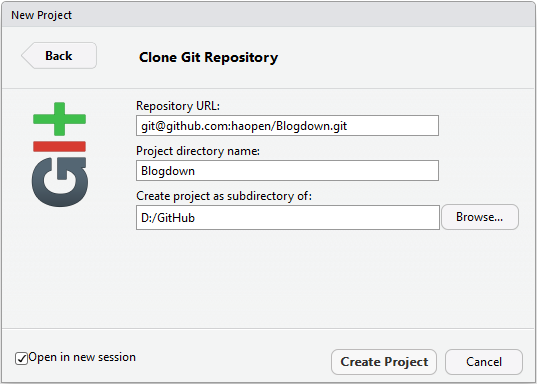 New Project
Back
Clone Git Repository
GIt
Repository URL:
git@github.com:haopen/Blogdown.git
Project directory name:
Blogdown
Create project as subdirectory of:
D:/GitHub
Browse...
Open in new session
Create Project
Cancel